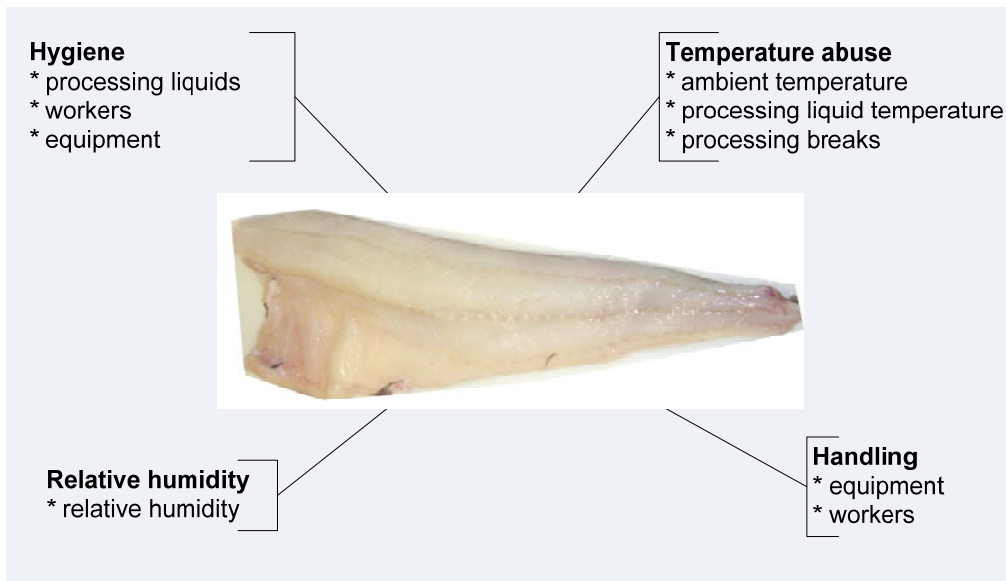 Hygiene
* processing liquids
* workers
* equipment
Temperature abuse
* ambient temperature
* processing liquid temperature
* processing breaks
Relative humidity
* relative humidity
Handling
* equipment
* workers